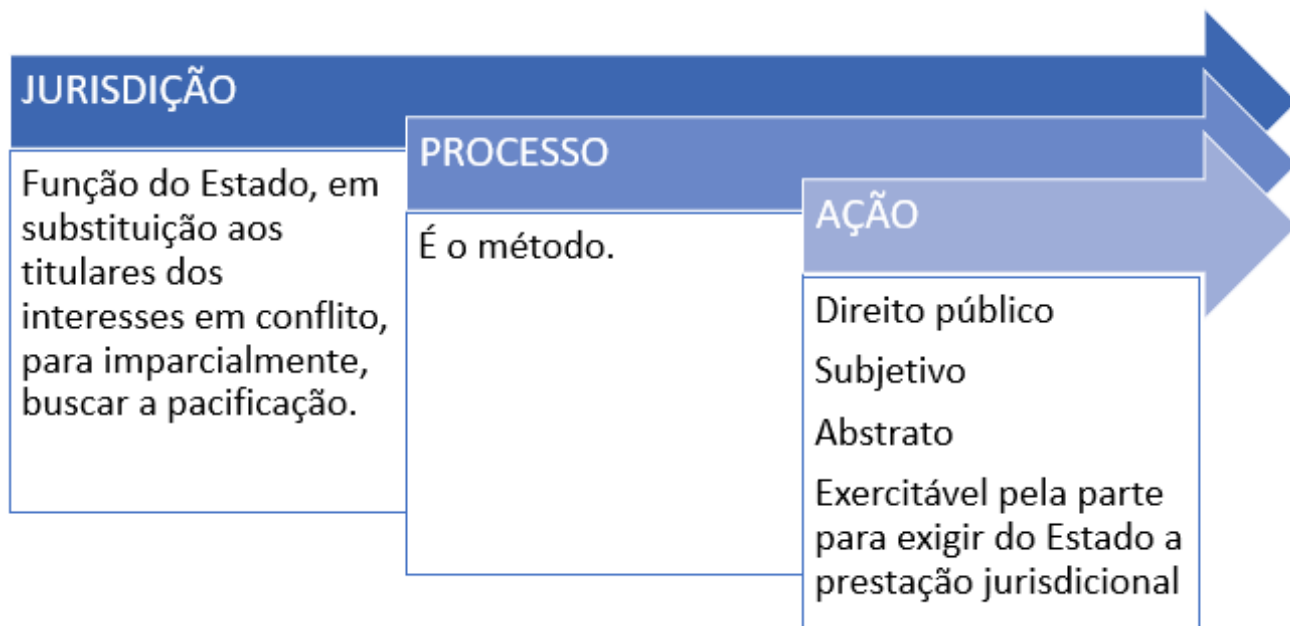 JURISDIÇÃO
Função do Estado, em
substituição aos
titulares dos
interesses em conflito,
para imparcialmente,
buscar a pacificação.
PROCESSO
É o método.
AÇÃO
Direito público
Subjetivo
Abstrato
Exercitável pela parte
para exigir do Estado a
prestação jurisdicional